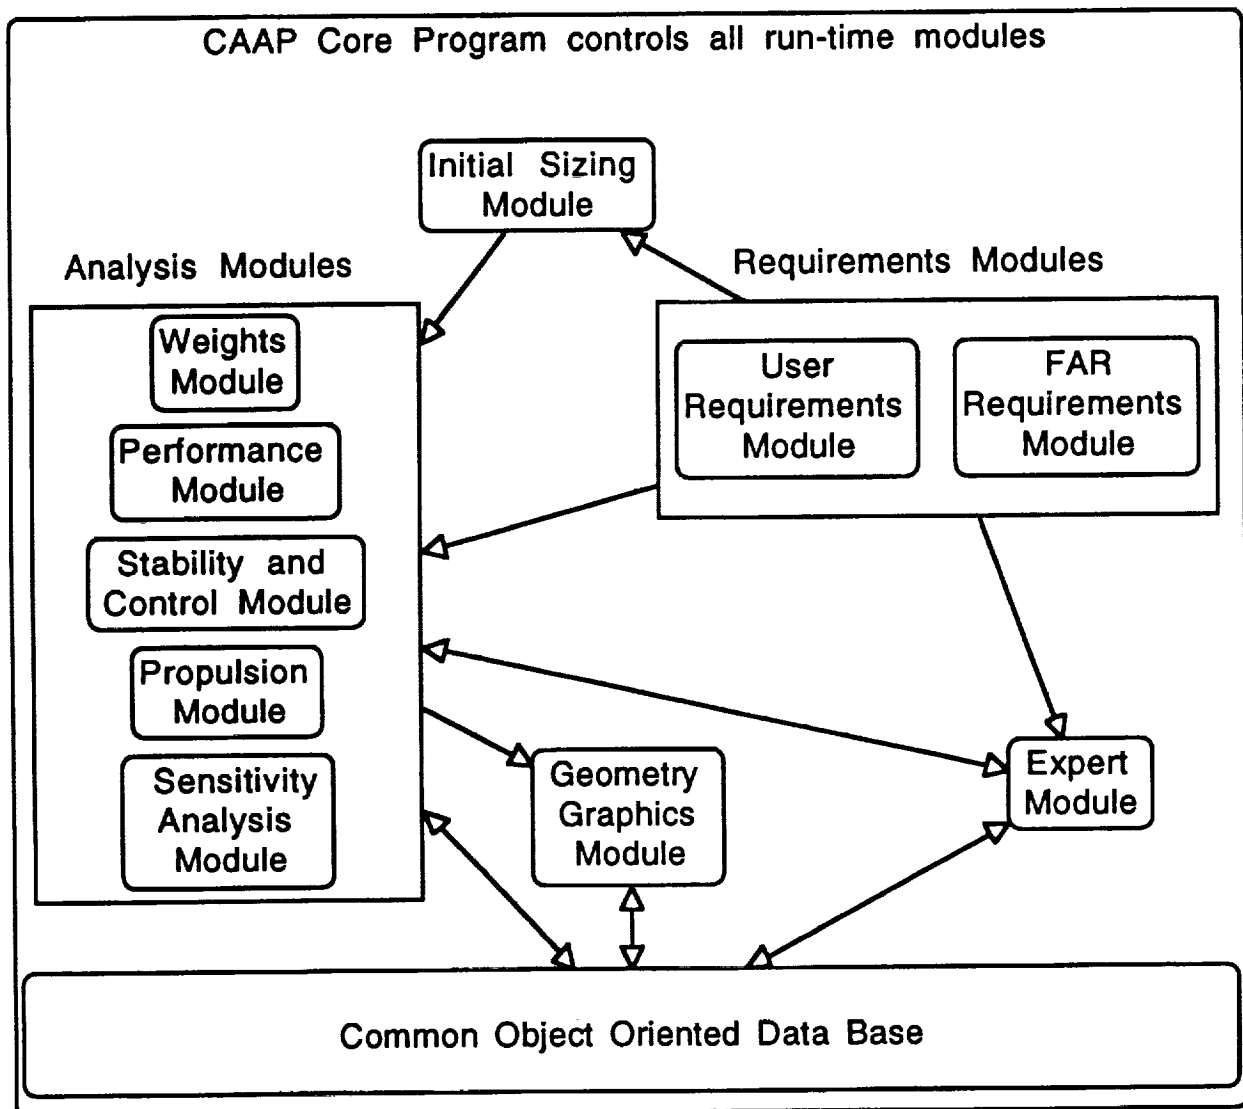 CAAP Core Program controls all run-time modules
Initial Sizing
Module
Analysis Modules
Requirements Modules
Weights
Module
Performance
Module
Stability and
Control Module
Propulsion
Module
Sensitivity
Analysis
Module
User
Requirements
Module
FAR
Requirements
Module
Geometry
Graphics
Module
Expert
Module
Common Object Oriented Data Base